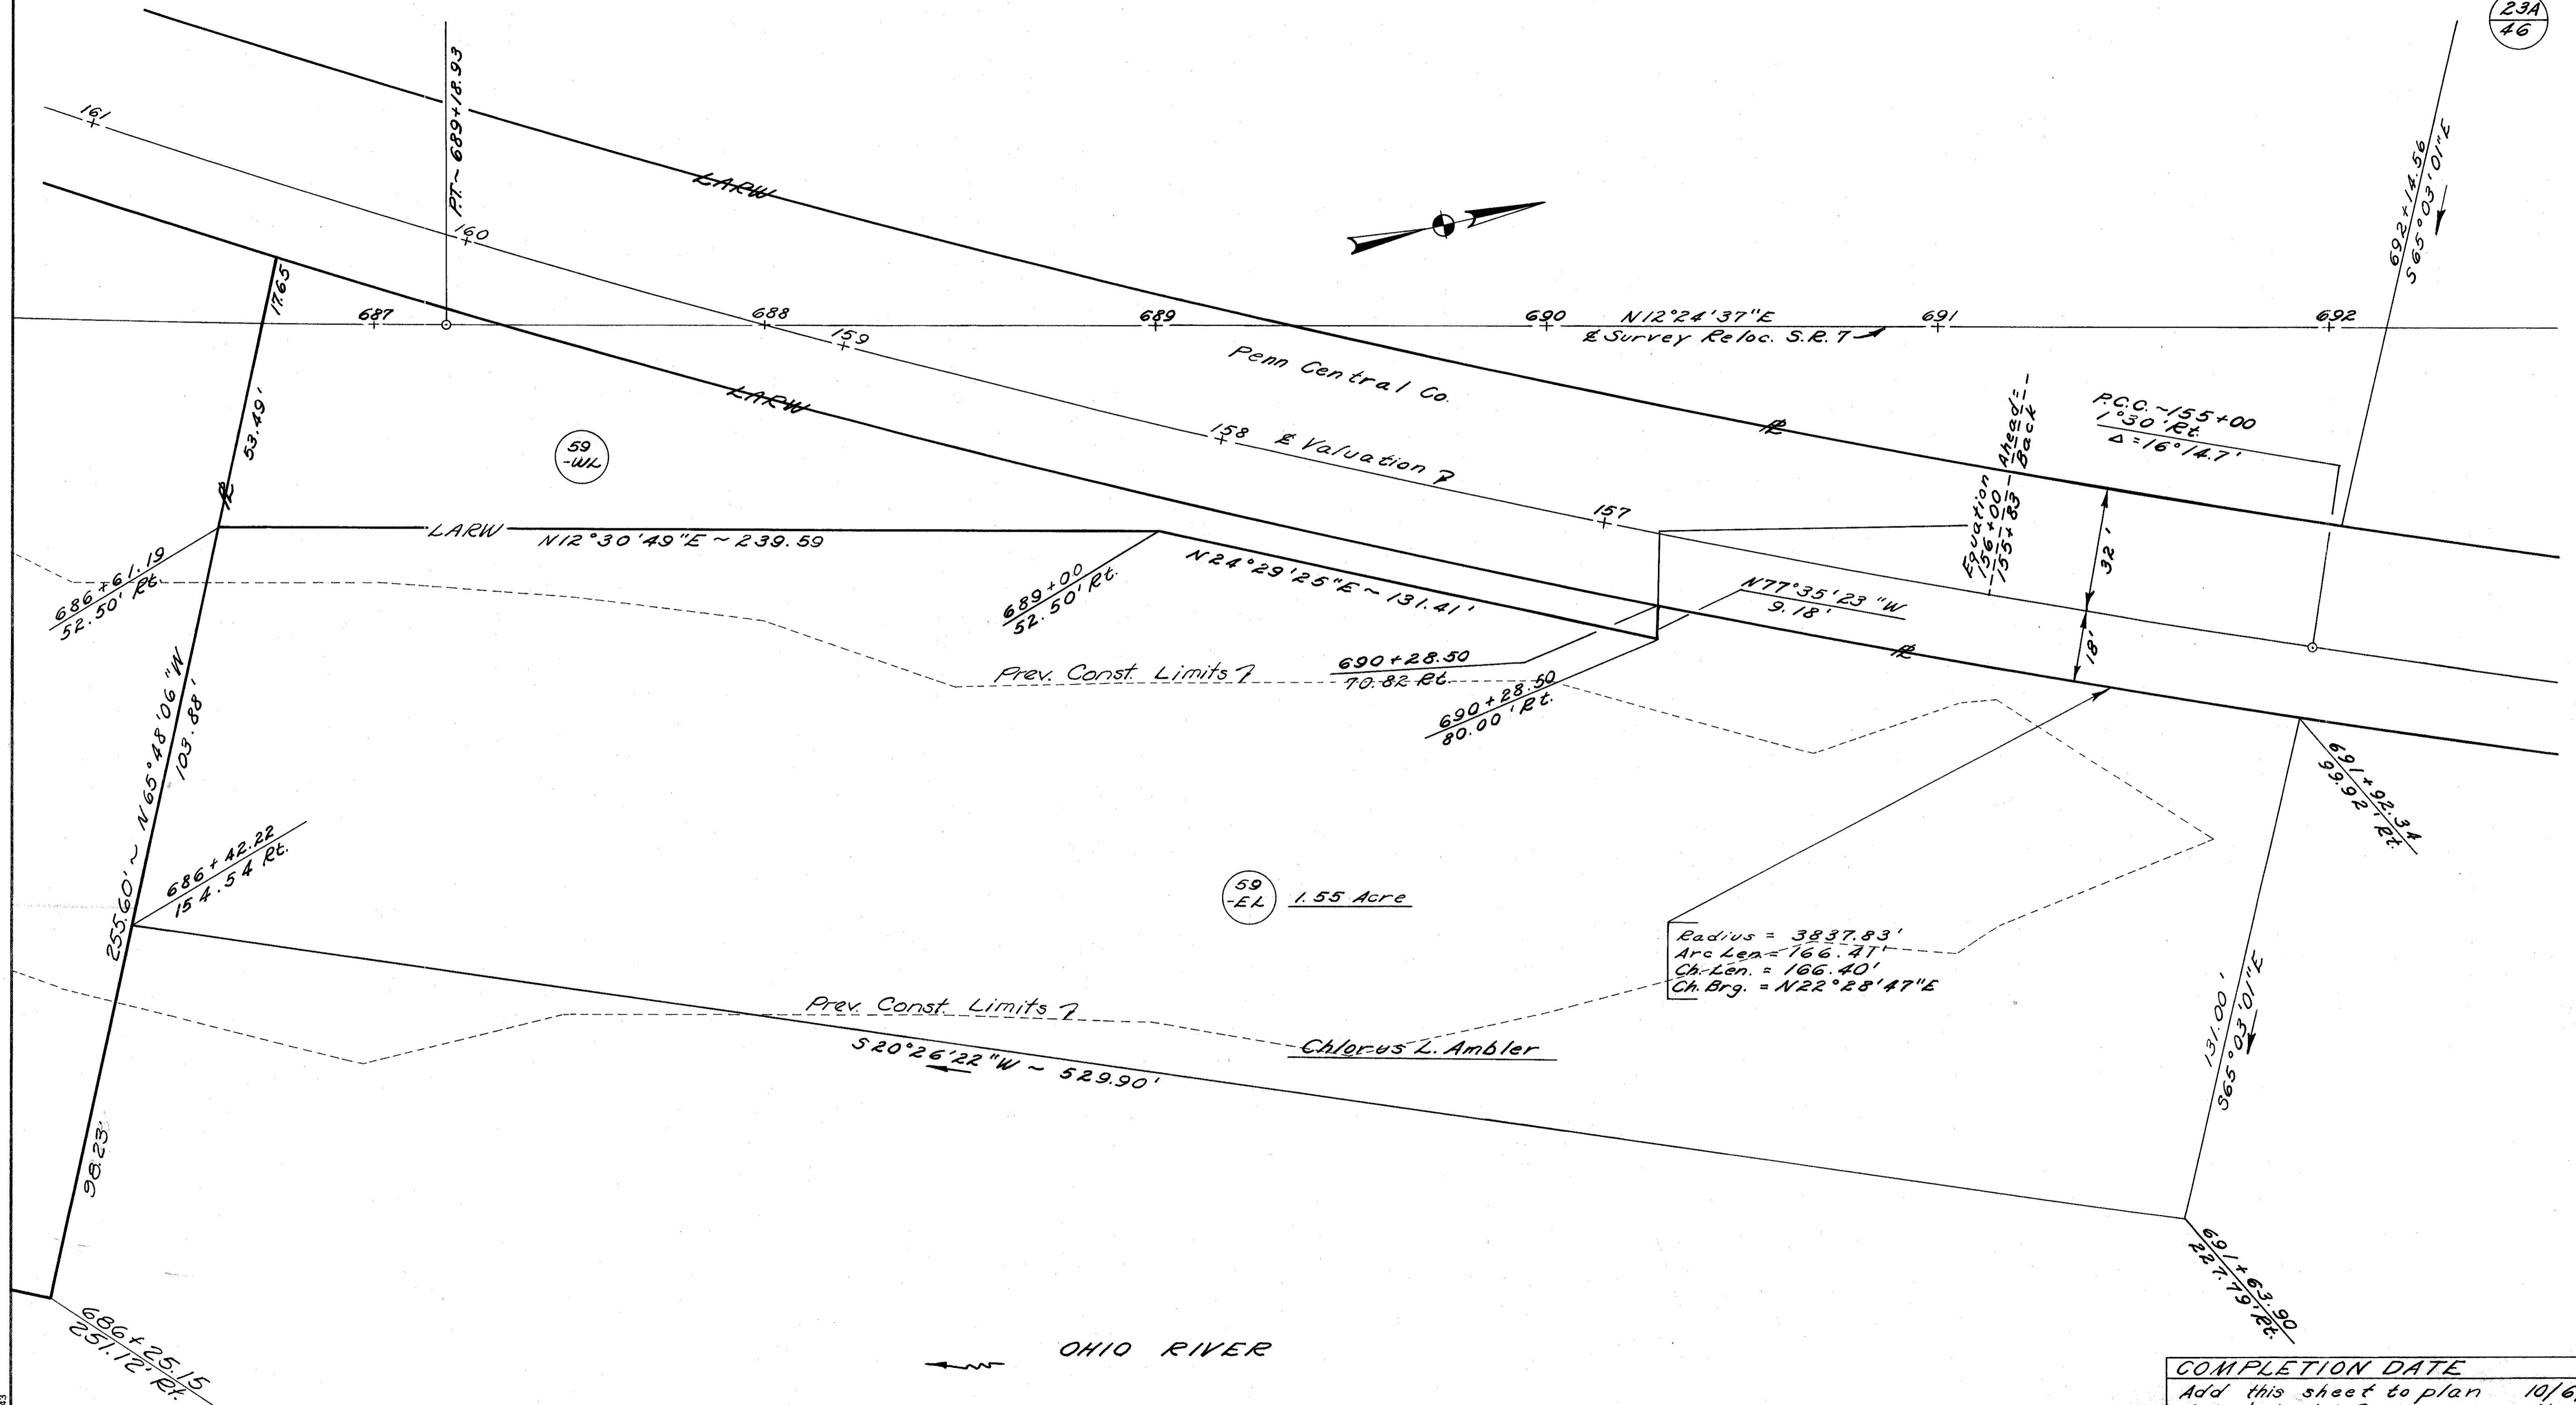 23A
46
P.T. ~ 689+18.93
161
160
LARW
692+14.56
S65°03'01"E
17.65
687
688
689
690
N12°24'37"E
691
692
℄ Survey Reloc. S.R. 7
159
Penn Central Co.
53.49'
LARW
59
-WL
158
℄ Valuation
157
℄
Equation
156+00 Ahead =
155+83 Back
P.C.C. ~ 155+00
1°30' Rt.
Δ = 16°14.7'
32'
18'
LARW
N12°30'49"E ~ 239.59
686+61.19
52.50' Rt.
689+00
52.50' Rt.
N24°29'25"E ~ 131.41'
N77°35'23"W
9.18'
Prev. Const. Limits
690+28.50
70.82 Rt.
690+28.50
80.00' Rt.
255.60' ~ N65°48'06"W
103.88'
691+92.34
99.92' Rt.
686+42.22
154.54 Rt.
59
-EL
1.55 Acre
Radius = 3837.83'
Arc Len = 166.41'
Ch. Len. = 166.40'
Ch. Brg. = N22°28'47"E
Prev. Const. Limits
Chlorus L. Ambler
S20°26'22"W ~ 529.90'
131.00'
S65°03'01"E
98.23'
691+63.90
227.79' Rt.
686+25.15
251.12' Rt.
OHIO RIVER
COMPLETION DATE
Add this sheet to plan 10/6
43